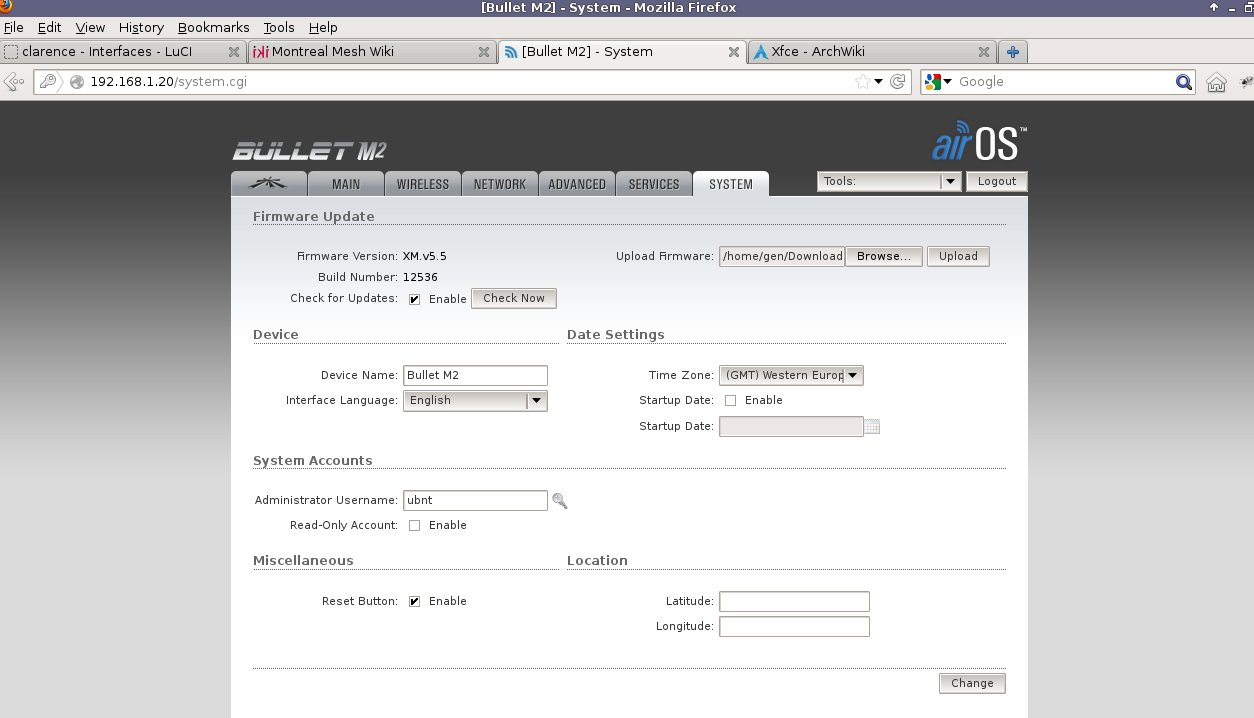 [Bullet M2] - System - Mozilla Firefox
File Edit View History Bookmarks Tools Help
clarence - Interfaces - LuCI
Montreal Mesh Wiki
[Bullet M2] - System
Xfce - ArchWiki
192.168.1.20/system.cgi
Google
BULLET M2
airOS™
MAIN WIRELESS NETWORK ADVANCED SERVICES SYSTEM
Tools: Logout
Firmware Update
Firmware Version: XM.v5.5
Upload Firmware: /home/gen/Download Browse... Upload
Build Number: 12536
Check for Updates: Enable Check Now
Device
Date Settings
Device Name: Bullet M2
Time Zone: (GMT) Western Europ
Interface Language: English
Startup Date: Enable
Startup Date:
System Accounts
Administrator Username: ubnt
Read-Only Account: Enable
Miscellaneous
Location
Reset Button: Enable
Latitude:
Longitude:
Change